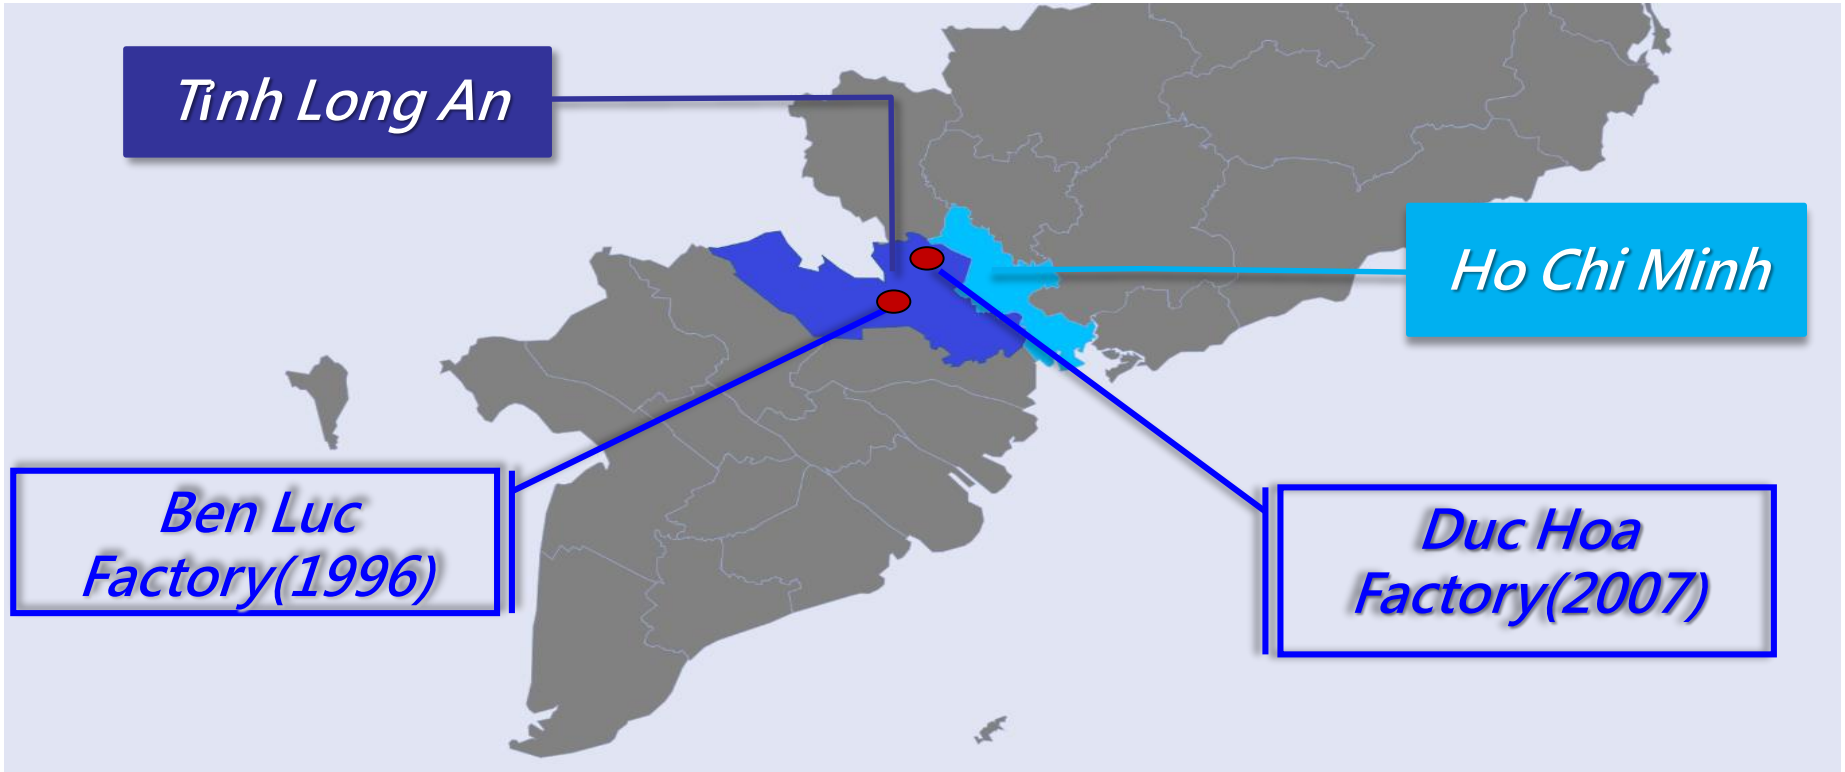 Tỉnh Long An
Ho Chi Minh
Ben Luc
Factory(1996)
Duc Hoa
Factory(2007)